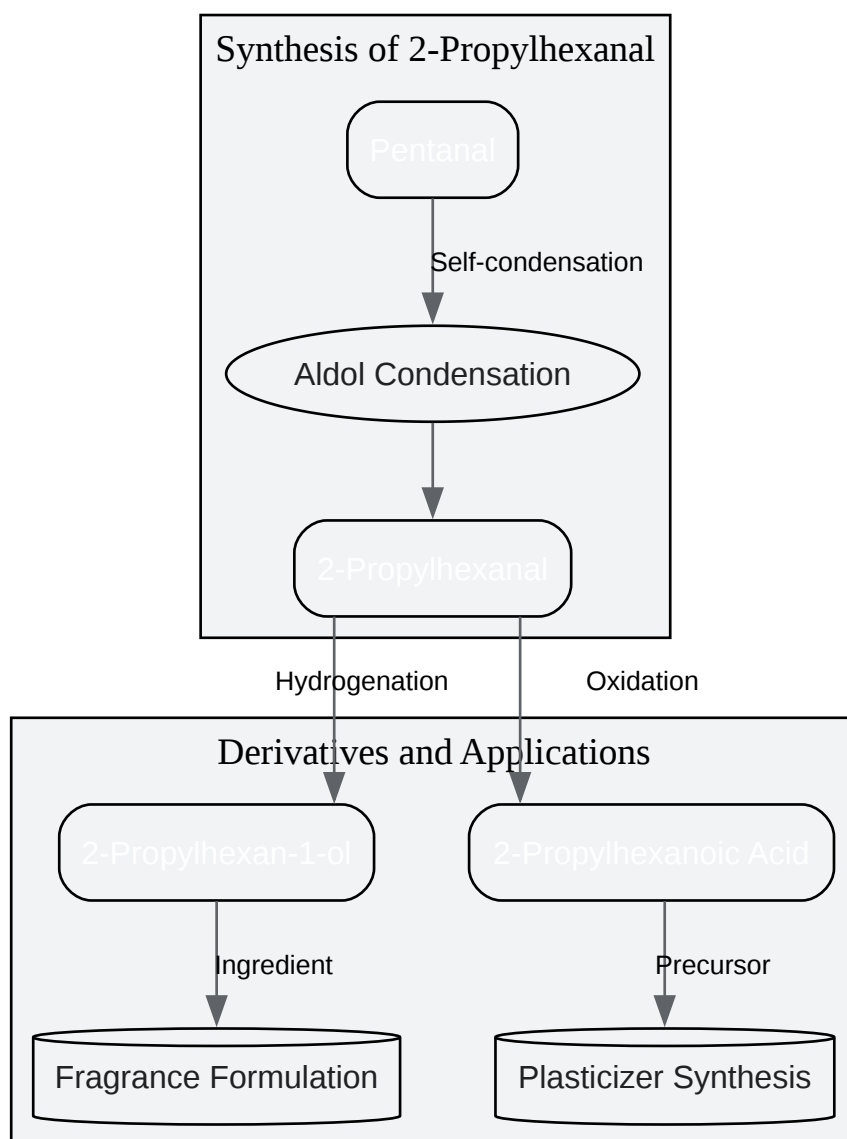 Synthesis of 2-Propylhexanal
Pentanal
Self-condensation
Aldol Condensation
2-Propylhexanal
Hydrogenation
Oxidation
Derivatives and Applications
2-Propylhexan-1-ol
2-Propylhexanoic Acid
Ingredient
Precursor
Fragrance Formulation
Plasticizer Synthesis